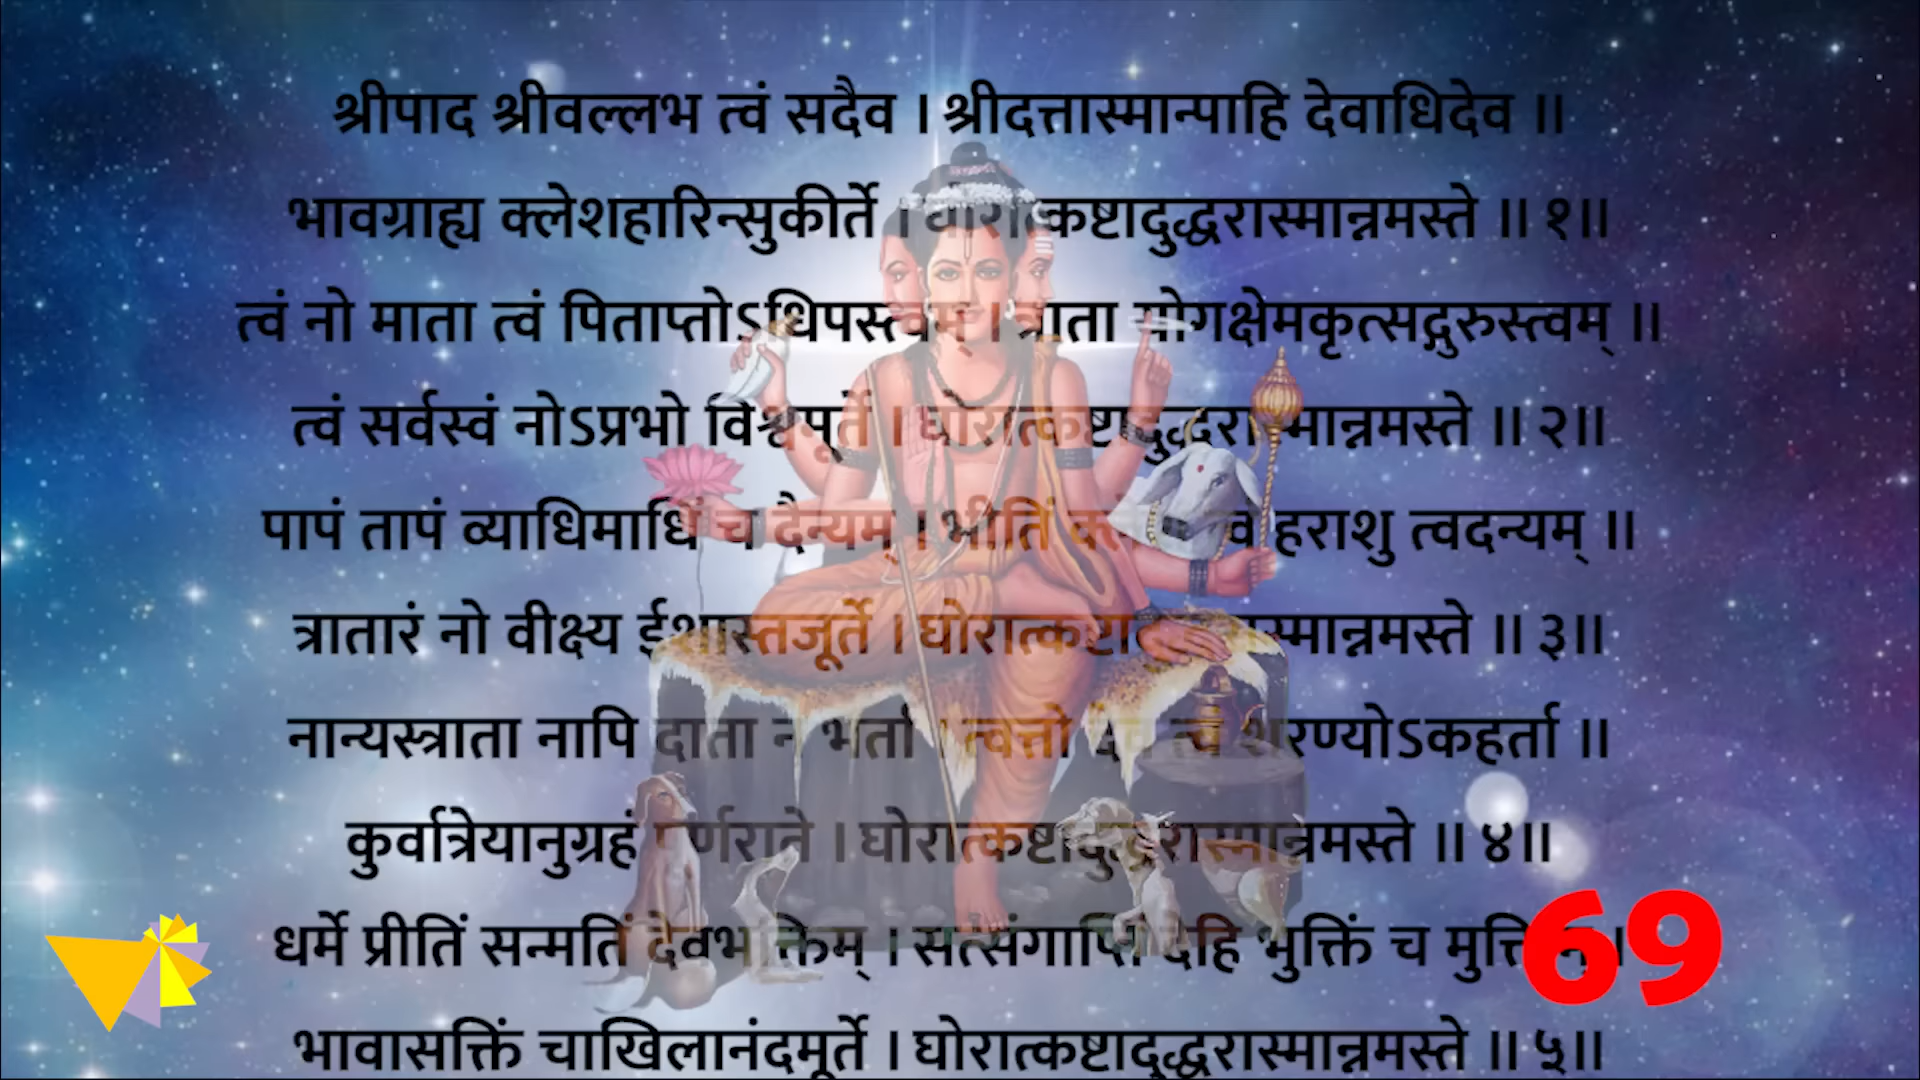 श्रीपाद श्रीवल्लभ त्वं सदैव । श्रीदत्तास्मान्पाहि देवाधिदेव ॥
भावग्राह्य क्लेशहारिन्सुकीर्ते । घोरात्कष्टादुद्धरास्मान्नमस्ते ॥ १॥
त्वं नो माता त्वं पिताप्तोऽधिपस्त्वम् । त्राता योगक्षेमकृत्सद्गुरुस्त्वम् ॥
त्वं सर्वस्वं नोऽप्रभो विश्वमूर्ते । घोरात्कष्टादुद्धरास्मान्नमस्ते ॥ २॥
पापं तापं व्याधिमाधिं च दैन्यम् । भीतिं हराशु त्वदन्यम् ॥
त्रातारं नो वीक्ष्य ईशास्तजूर्ते । घोरात्कष्टादुद्धरास्मान्नमस्ते ॥ ३॥
नान्यस्त्राता नापि दाता न भर्ता । त्वत्तो देव त्वं शरण्योऽकहर्ता ॥
कुर्वात्रेयानुग्रहं पूर्णराते । घोरात्कष्टादुद्धरास्मान्नमस्ते ॥ ४॥
धर्मे प्रीतिं सन्मतिं देवभक्तिम् । सत्संगाप्तिं देहि भुक्तिं च मुक्तिम् ।
भावासक्तिं चाखिलानंदमूर्ते । घोरात्कष्टादुद्धरास्मान्नमस्ते ॥ ५॥
69